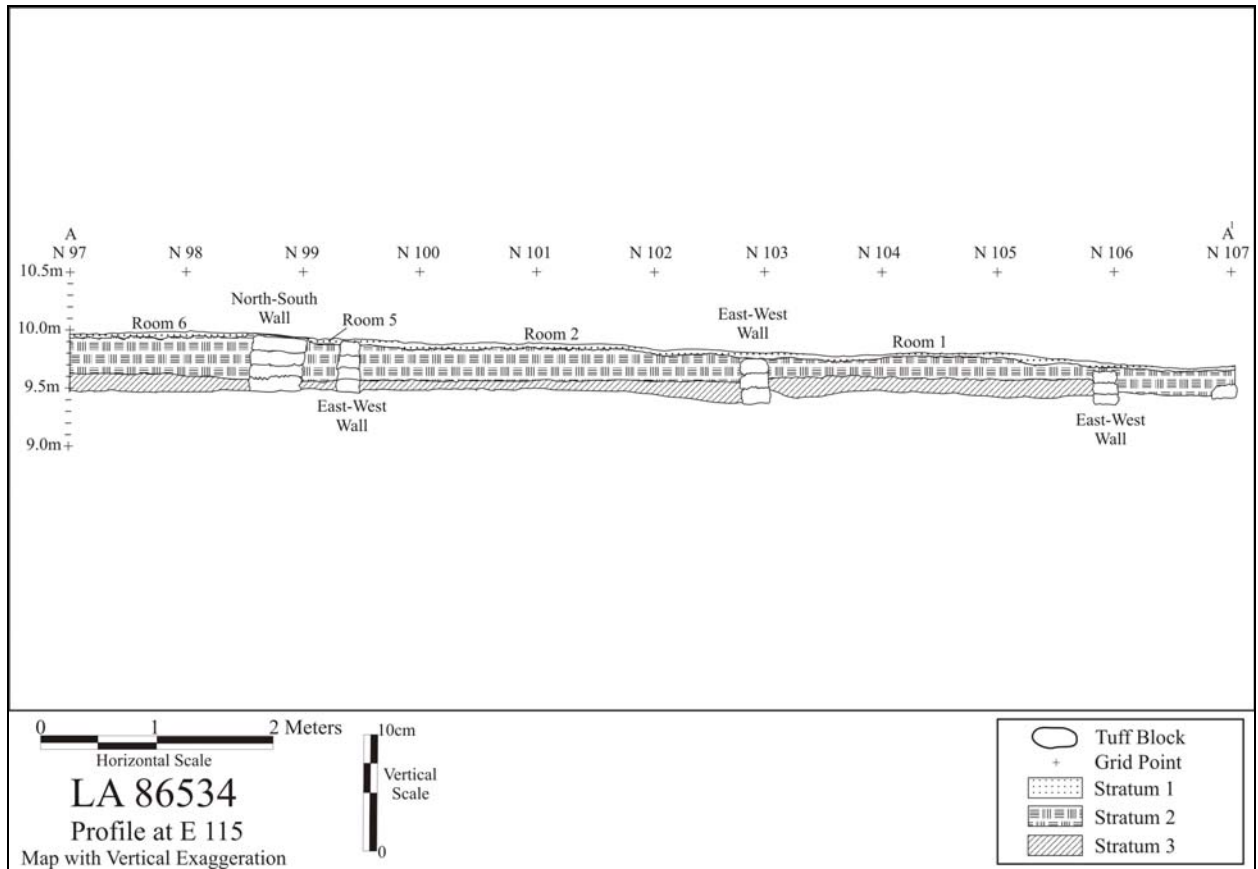 A
A¹
N 97 N 98 N 99 N 100 N 101 N 102 N 103 N 104 N 105 N 106 N 107
10.5m
North-South
Wall
East-West
Wall
10.0m
Room 6
Room 5
Room 2
Room 1
9.5m
East-West
Wall
East-West
Wall
9.0m
0 1 2 Meters
Horizontal Scale
LA 86534
Profile at E 115
Map with Vertical Exaggeration
10cm
Vertical
Scale
0
Tuff Block
Grid Point
Stratum 1
Stratum 2
Stratum 3